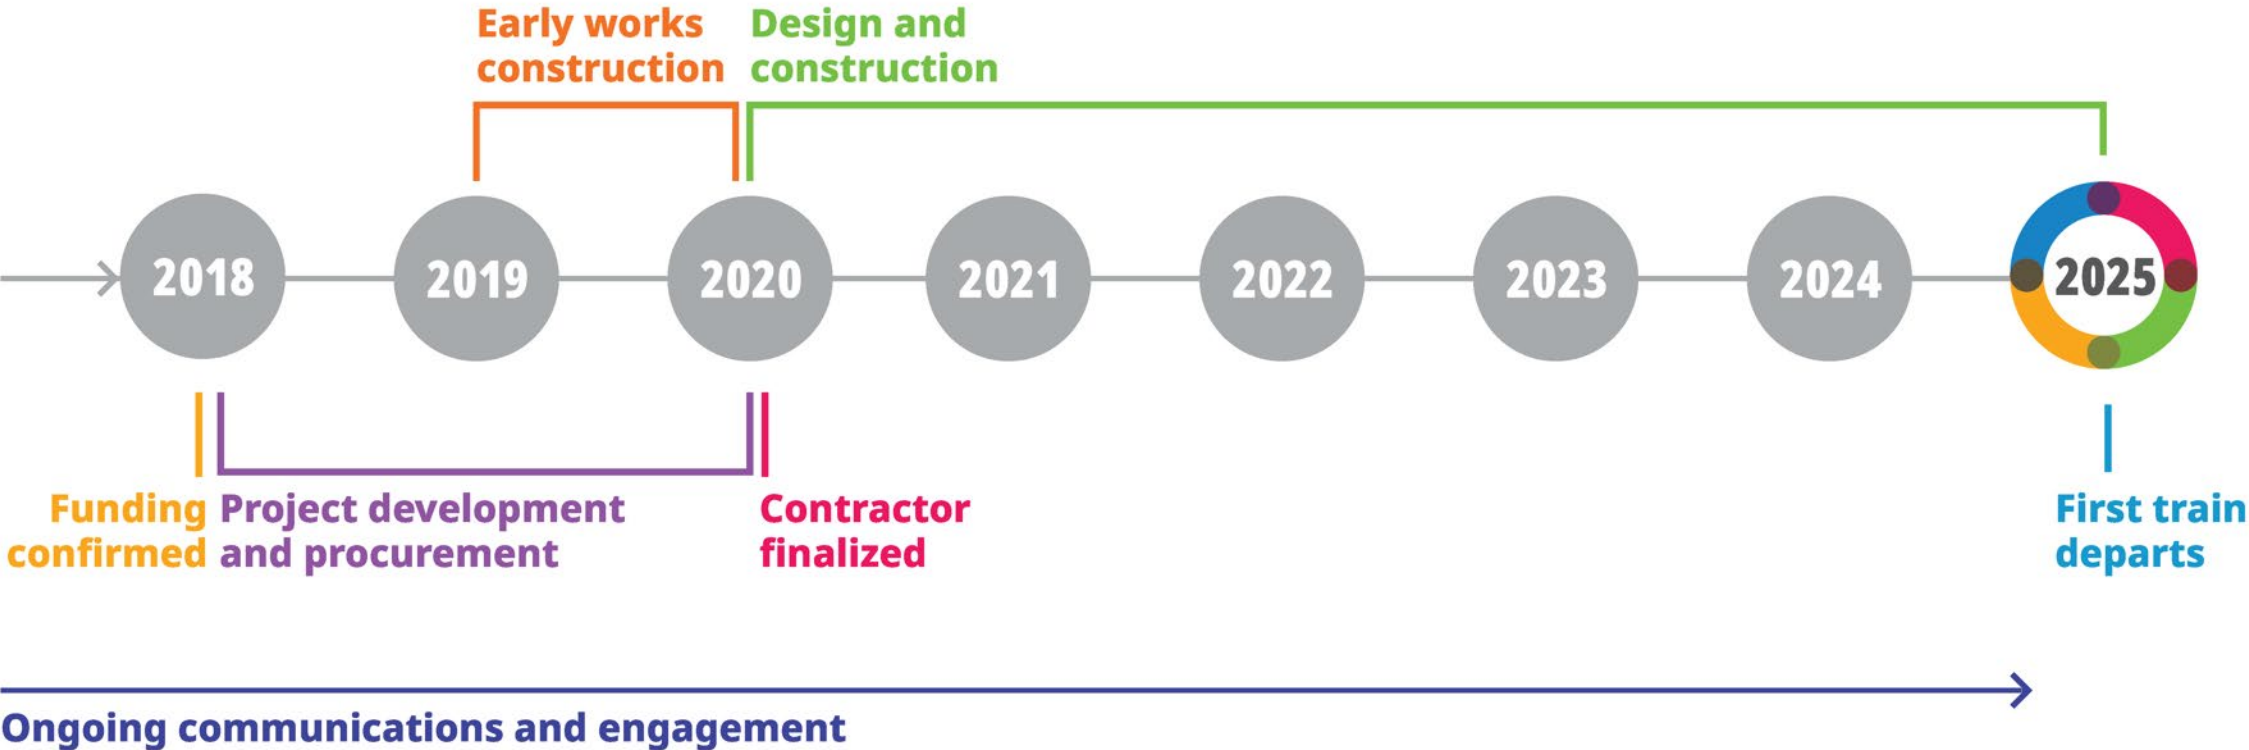 Early works
construction
Design and
construction
2018
2019
2020
2021
2022
2023
2024
2025
Funding
confirmed
Project development
and procurement
Contractor
finalized
First train
departs
Ongoing communications and engagement